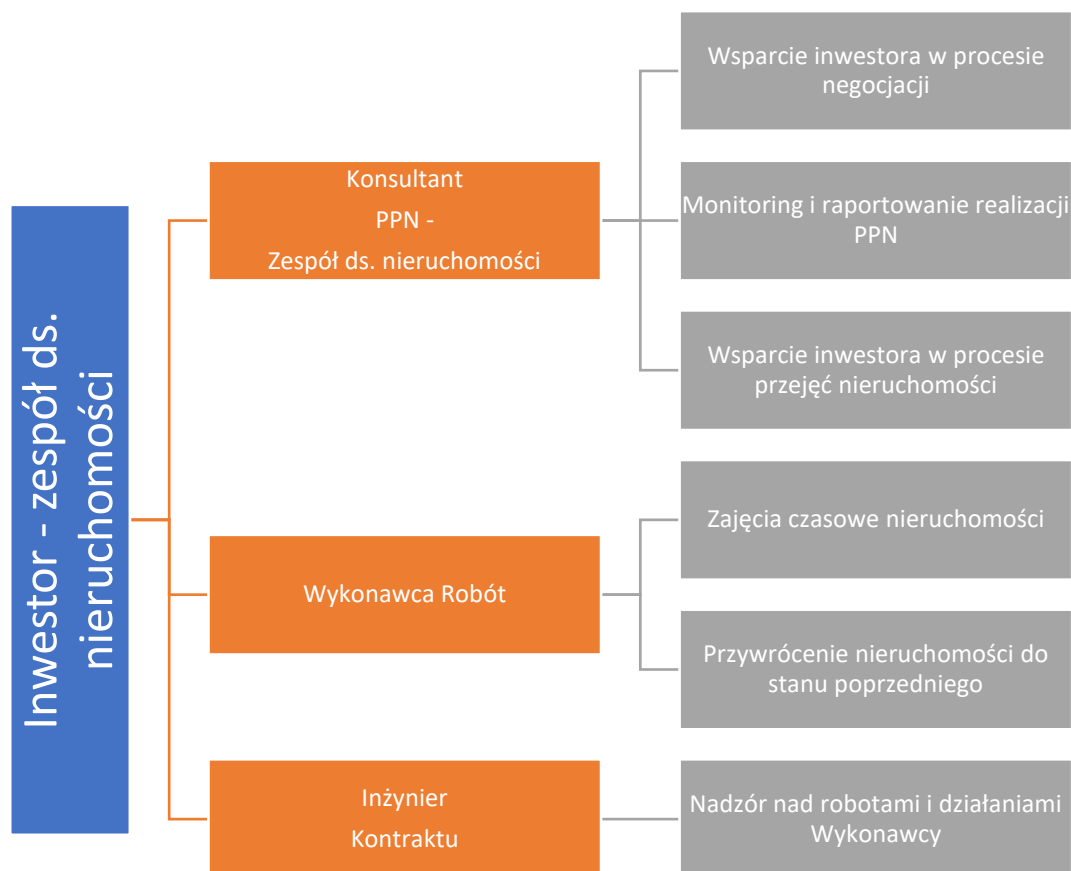 Inwestor - zespół ds.
nieruchomości
Konsultant
PPN -
Zespół ds. nieruchomości
Wsparcie inwestora w procesie
negocjacji
Monitoring i raportowanie realizacji
PPN
Wsparcie inwestora w procesie
przejęć nieruchomości
Wykonawca Robót
Zajęcia czasowe nieruchomości
Przywrócenie nieruchomości do
stanu poprzedniego
Inżynier
Kontraktu
Nadzór nad robotami i działaniami
Wykonawcy